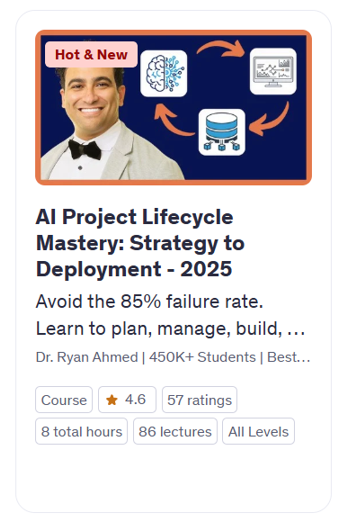 Hot & New
AI Project Lifecycle
Mastery: Strategy to
Deployment - 2025
Avoid the 85% failure rate.
Learn to plan, manage, build, ...
Dr. Ryan Ahmed | 450K+ Students | Best...
Course
4.6
57 ratings
8 total hours
86 lectures
All Levels